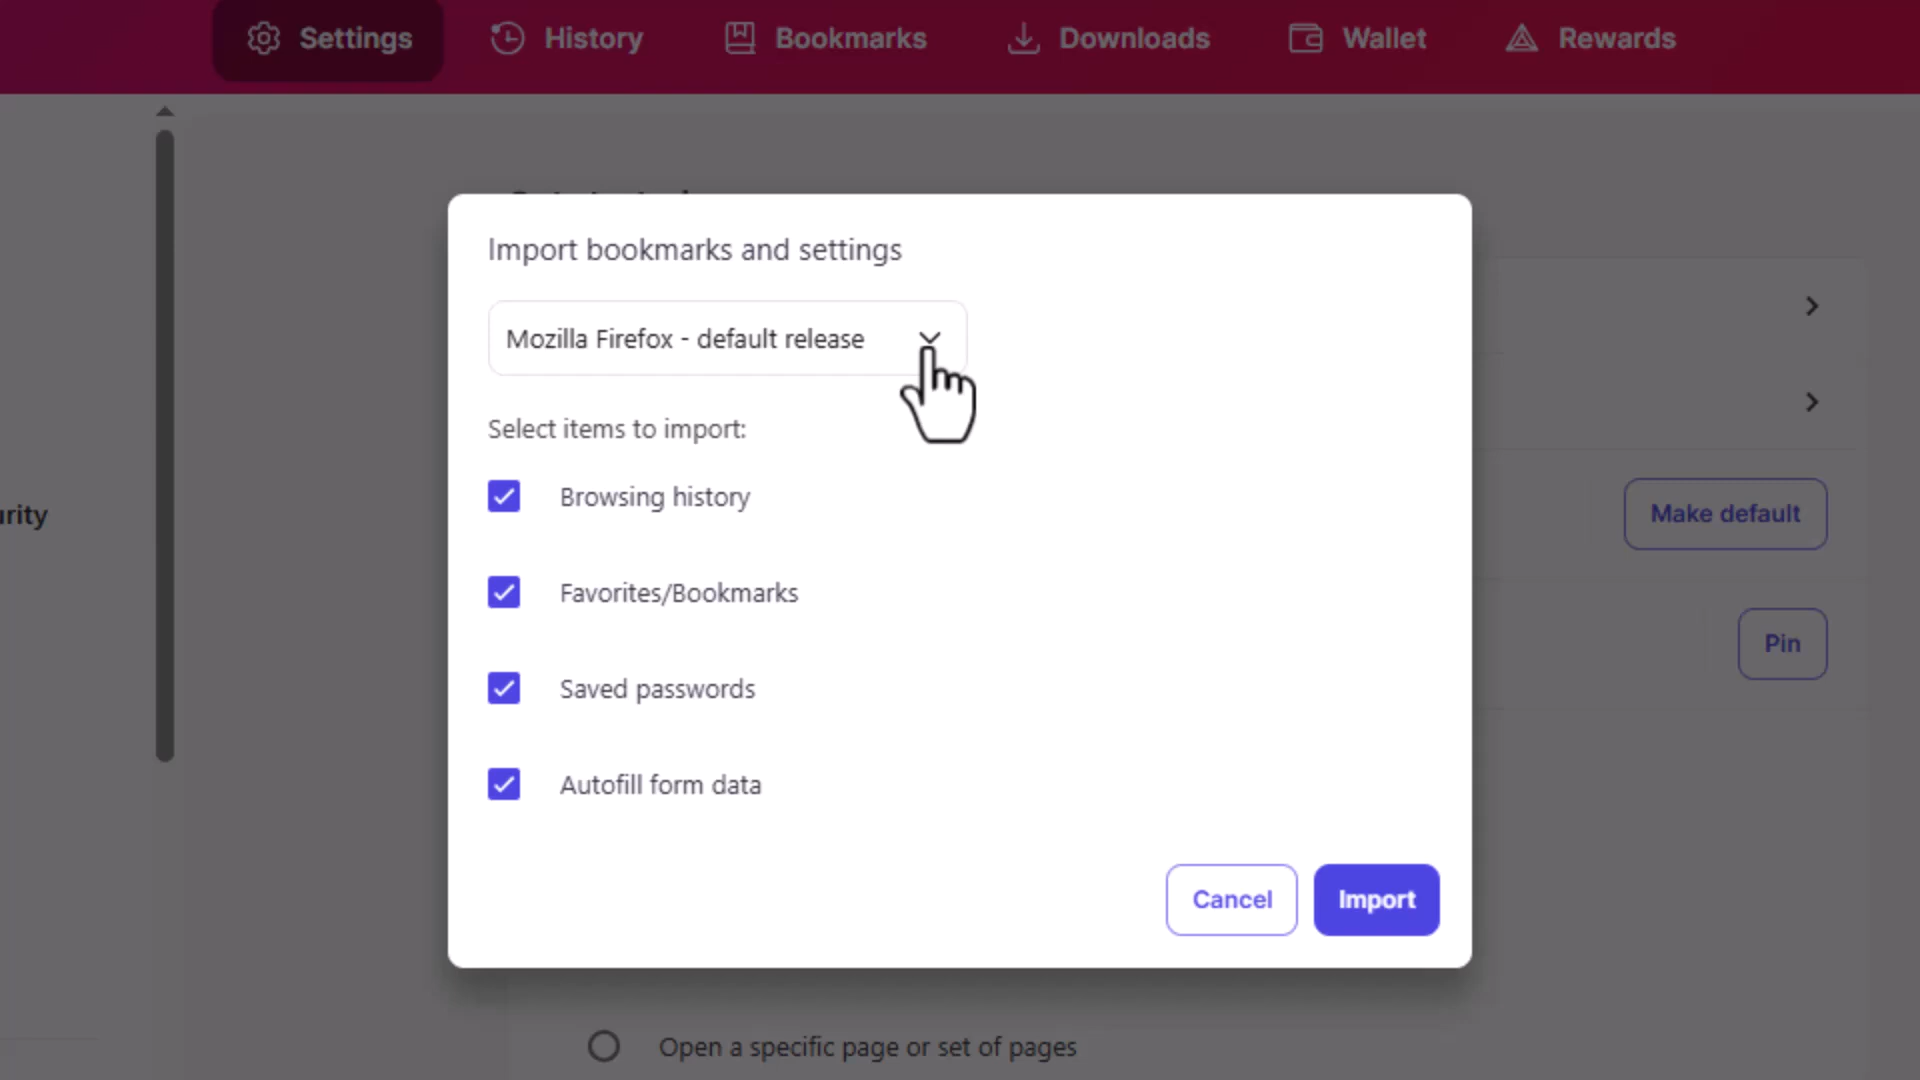 Settings
History
Bookmarks
Downloads
Wallet
Rewards
Import bookmarks and settings
Mozilla Firefox - default release
Select items to import:
urity
Browsing history
Make default
Favorites/Bookmarks
Pin
Saved passwords
Autofill form data
Cancel
Import
Open a specific page or set of pages